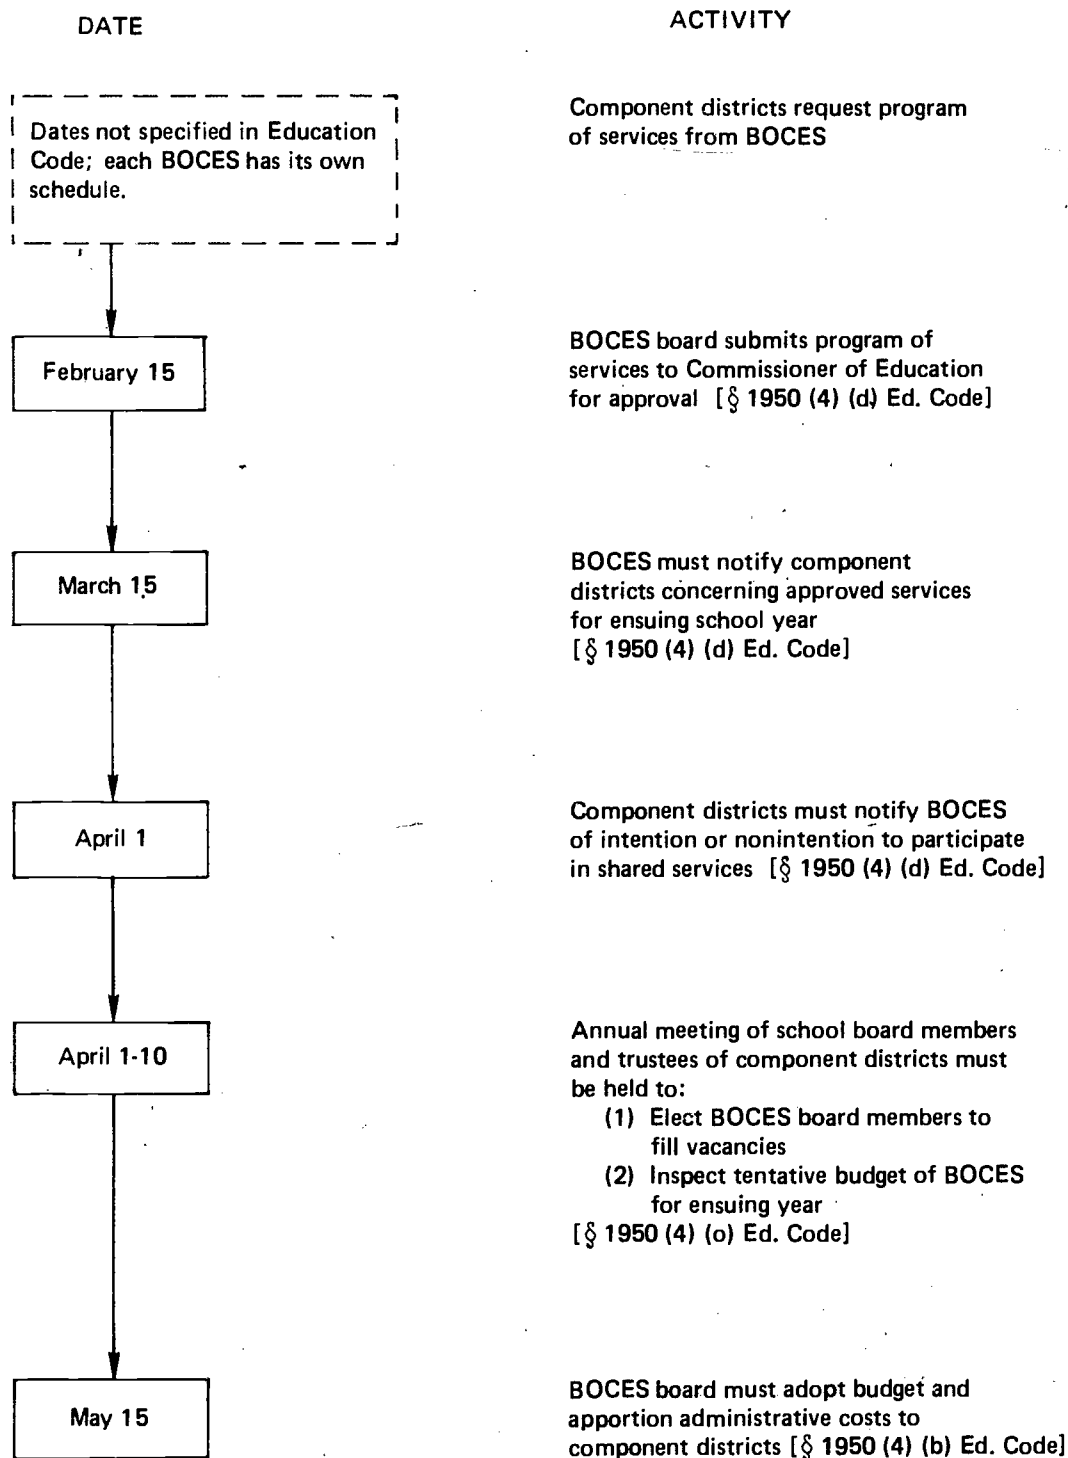 DATE
ACTIVITY
Dates not specified in Education
Code; each BOCES has its own
schedule.
Component districts request program
of services from BOCES
February 15
BOCES board submits program of
services to Commissioner of Education
for approval [§ 1950 (4) (d) Ed. Code]
March 15
BOCES must notify component
districts concerning approved services
for ensuing school year
[§ 1950 (4) (d) Ed. Code]
April 1
Component districts must notify BOCES
of intention or nonintention to participate
in shared services [§ 1950 (4) (d) Ed. Code]
April 1-10
Annual meeting of school board members
and trustees of component districts must
be held to:
(1) Elect BOCES board members to
fill vacancies
(2) Inspect tentative budget of BOCES
for ensuing year
[§ 1950 (4) (o) Ed. Code]
May 15
BOCES board must adopt budget and
apportion administrative costs to
component districts [§ 1950 (4) (b) Ed. Code]